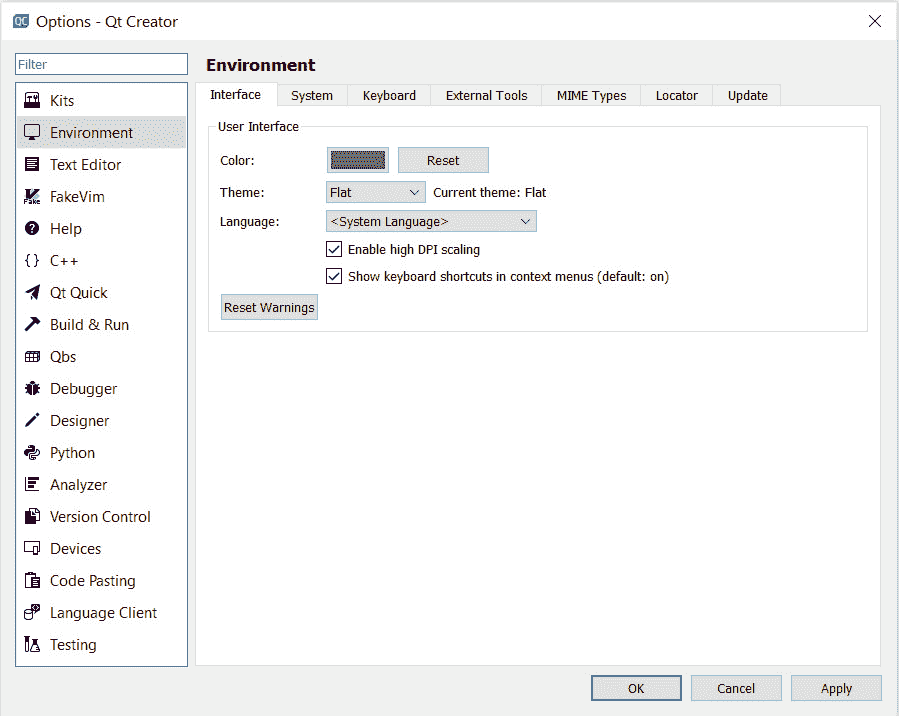 QC Options - Qt Creator
Filter
Kits
Environment
Text Editor
Fake FakeVim
Help
C++
Qt Quick
Build & Run
Qbs
Debugger
Designer
Python
Analyzer
Version Control
Devices
Code Pasting
Language Client
Testing
Environment
Interface System Keyboard External Tools MIME Types Locator Update
User Interface
Color: Reset
Theme: Flat Current theme: Flat
Language: <System Language>
Enable high DPI scaling
Show keyboard shortcuts in context menus (default: on)
Reset Warnings
OK Cancel Apply